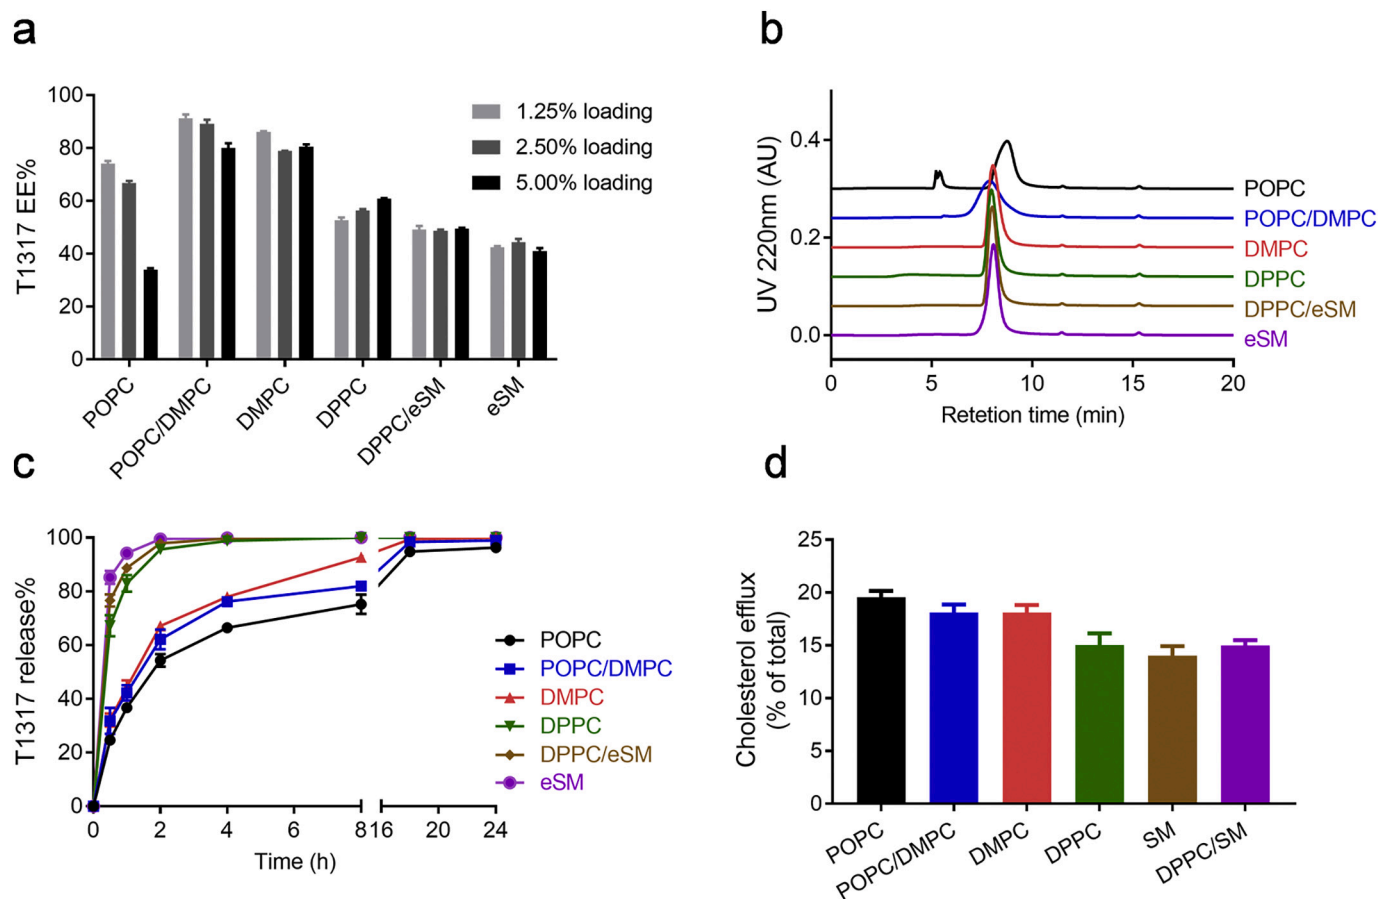 a
T1317 EE%
100
80
60
40
20
0
1.25% loading
2.50% loading
5.00% loading
POPC
POPC/DMPC
DMPC
DPPC
DPPC/eSM
eSM
b
UV 220nm (AU)
0.4
0.2
0.0
POPC
POPC/DMPC
DMPC
DPPC
DPPC/eSM
eSM
0 5 10 15 20
Retetion time (min)
c
T1317 release%
100
80
60
40
20
0
0 2 4 6 8 16 20 24
Time (h)
POPC
POPC/DMPC
DMPC
DPPC
DPPC/eSM
eSM
d
Cholesterol efflux
(% of total)
25
20
15
10
5
0
POPC
POPC/DMPC
DMPC
DPPC
SM
DPPC/SM